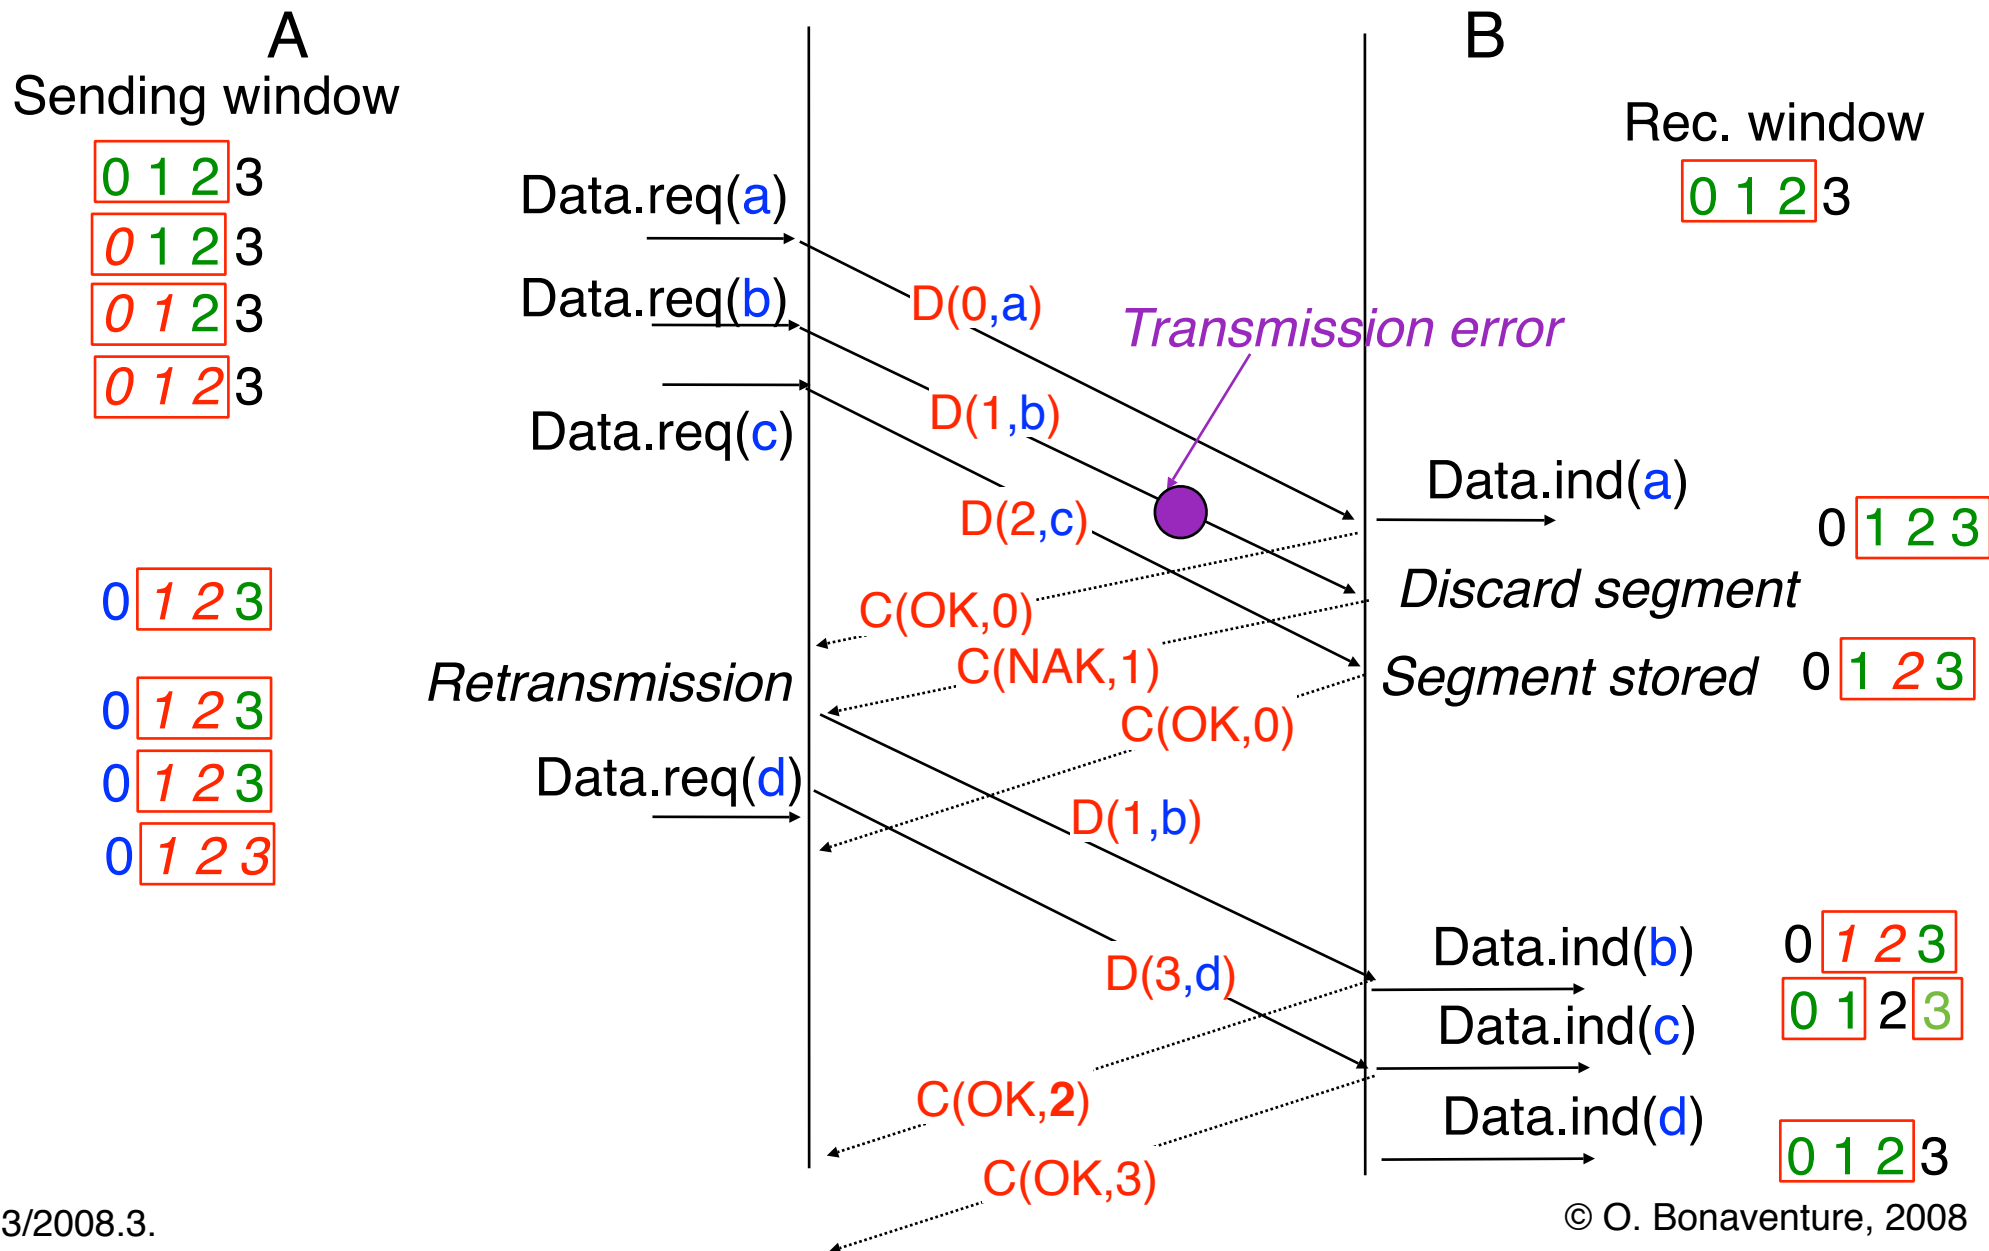 A
B
Sending window
Rec. window
0 1 2 3
0 1 2 3
Data.req(a)
0 1 2 3
Data.req(b)
D(0,a)
0 1 2 3
Transmission error
0 1 2 3
D(1,b)
Data.req(c)
Data.ind(a)
D(2,c)
0 1 2 3
0 1 2 3
C(OK,0)
Discard segment
Retransmission
C(NAK,1)
Segment stored
0 1 2 3
0 1 2 3
C(OK,0)
0 1 2 3
Data.req(d)
D(1,b)
0 1 2 3
Data.ind(b)
0 1 2 3
D(3,d)
Data.ind(c)
0 1 2 3
C(OK,2)
Data.ind(d)
0 1 2 3
C(OK,3)
3/2008.3.
© O. Bonaventure, 2008